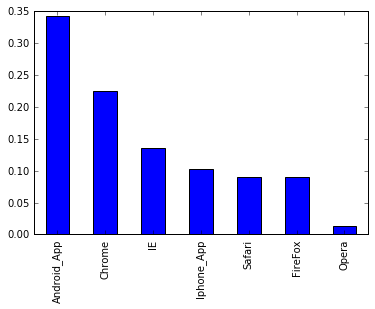 0.35
0.30
0.25
0.20
0.15
0.10
0.05
0.00
Android_App
Chrome
IE
Iphone_App
Safari
FireFox
Opera